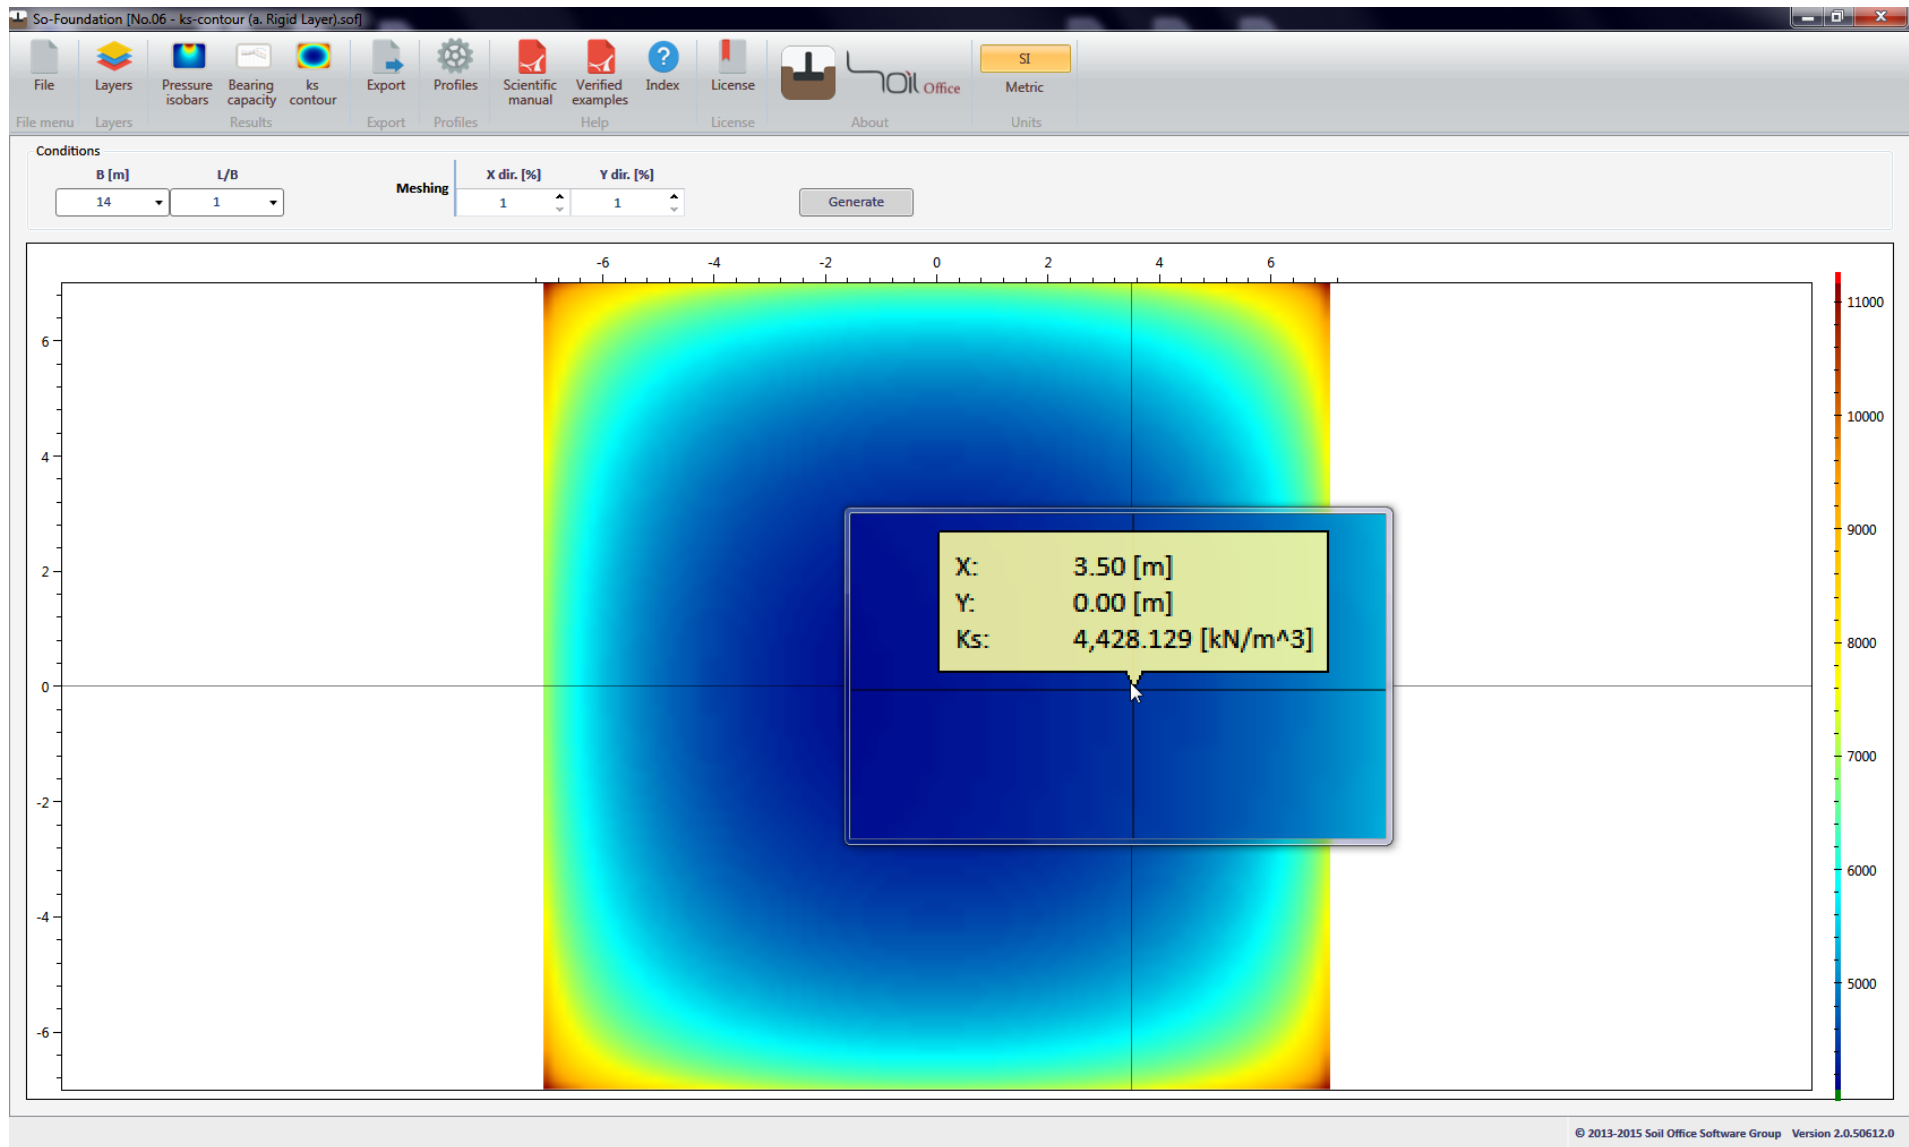 So-Foundation [No.06 - ks-contour (a. Rigid Layer).sof]
File Layers Pressure isobars Bearing capacity ks contour Export Profiles Scientific manual Verified examples Index License Soil Office SI
Metric
File menu Layers Results Export Profiles Help License About Units
Conditions
B [m] L/B Meshing X dir. [%] Y dir. [%]
14 1 1 1 Generate
-6 -4 -2 0 2 4 6
6
4
2
0
-2
-4
-6
X: 3.50 [m]
Y: 0.00 [m]
Ks: 4,428.129 [kN/m^3]
11000
10000
9000
8000
7000
6000
5000
© 2013-2015 Soil Office Software Group Version 2.0.50612.0